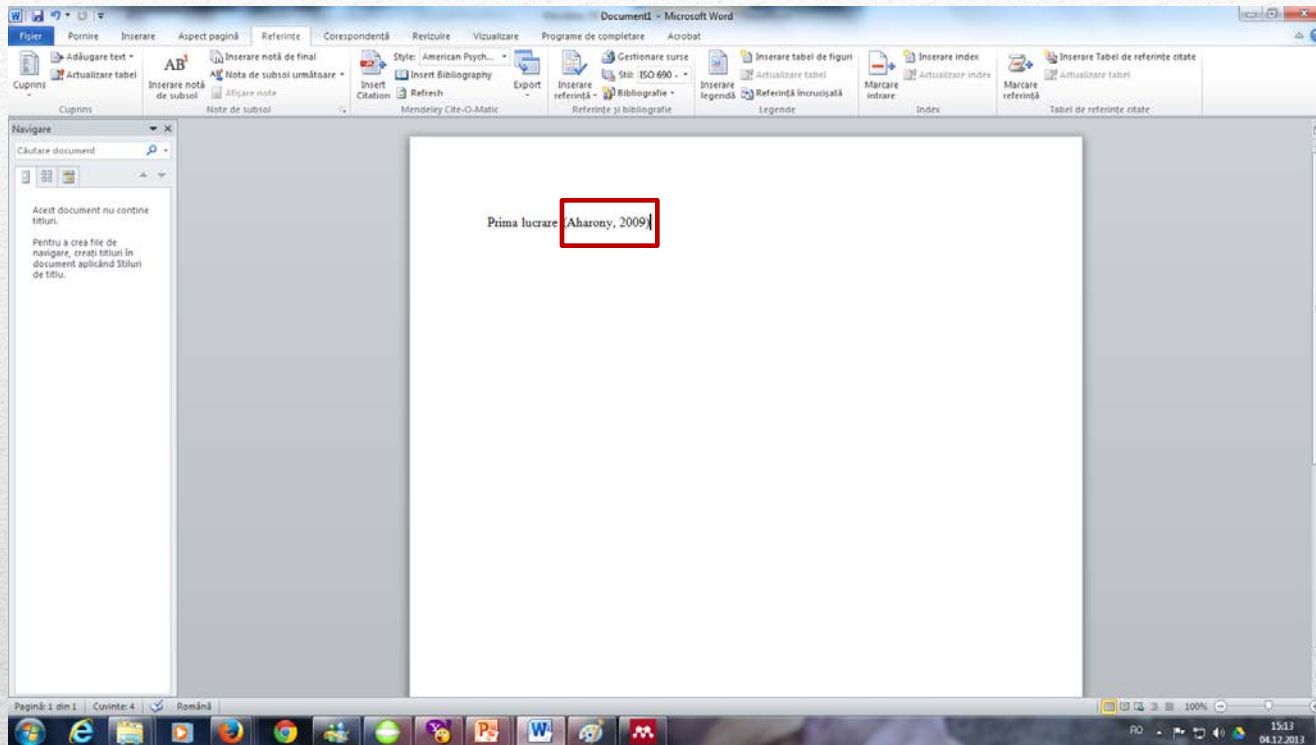 Document1 - Microsoft Word
Fișier Pornire Inserare Aspect pagină Referințe Corespondență Revizuire Vizualizare Programe de completare Acrobat
Cuprins
Adăugare text
Actualizare tabel
Cuprins
AB¹
Inserare notă de subsol
Inserare notă de final
Nota de subsol următoare
Afișare note
Note de subsol
Insert Citation
Style: American Psych...
Insert Bibliography
Refresh
Export
Mendeley Cite-O-Matic
Inserare referință
Gestionare surse
Stil: ISO 690 -
Bibliografie
Referințe și bibliografie
Inserare legendă
Inserare tabel de figuri
Actualizare tabel
Referință încrucișată
Legende
Marcare intrare
Inserare index
Actualizare index
Index
Marcare referință
Inserare Tabel de referințe citate
Actualizare tabel
Tabel de referințe citate
Navigare
Căutare document
Acest document nu conține
titluri.
Pentru a crea file de
navigare, creați titluri în
document aplicând Stiluri
de titlu.
Prima lucrare (Aharony, 2009)
Pagină: 1 din 1 Cuvinte: 4 Română
100%
RO
15:13
04.12.2013